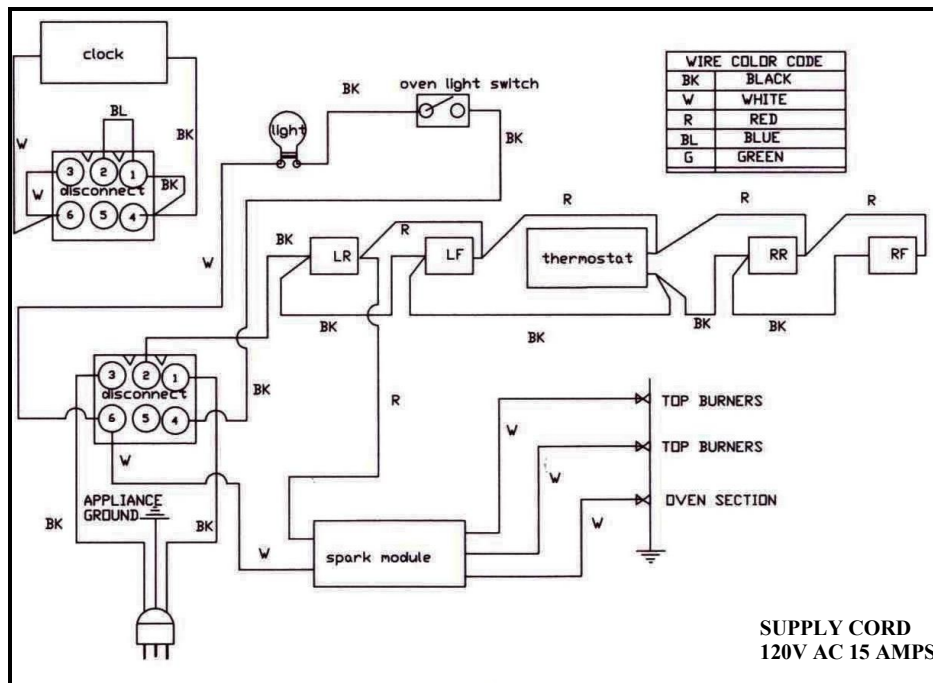 clock
BL
W
BK
3 2 1
disconnect
W
BK
6 5 4
light
BK
oven light switch
BK
WIRE COLOR CODE
BK BLACK
W WHITE
R RED
BL BLUE
G GREEN
W
BK
LR
R
LF
R
thermostat
R
RR
R
RF
BK
BK
BK
BK
3 2 1
disconnect
6 5 4
BK
W
R
TOP BURNERS
W
TOP BURNERS
W
OVEN SECTION
W
APPLIANCE
GROUND
BK
BK
W
spark module
SUPPLY CORD
120V AC 15 AMPS